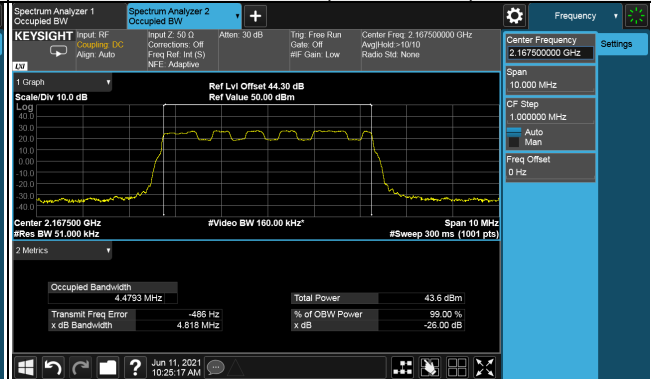 Spectrum Analyzer 1
Occupied BW
Spectrum Analyzer 2
Occupied BW
Frequency
KEYSIGHT
LXI
Input: RF
Coupling: DC
Align: Auto
Input Z: 50 Ω
Corrections: Off
Freq Ref: Int (S)
NFE: Adaptive
Atten: 30 dB
Trig: Free Run
Gate: Off
#IF Gain: Low
Center Freq: 2.167500000 GHz
Avg|Hold:>10/10
Radio Std: None
Center Frequency
2.167500000 GHz
Settings
Span
10.000 MHz
CF Step
1.000000 MHz
Auto
Man
Freq Offset
0 Hz
1 Graph
Scale/Div 10.0 dB
Ref Lvl Offset 44.30 dB
Ref Value 50.00 dBm
Log
40.0
30.0
20.0
10.0
0.00
-10.0
-20.0
-30.0
-40.0
Center 2.167500 GHz
#Res BW 51.000 kHz
#Video BW 160.00 kHz*
Span 10 MHz
#Sweep 300 ms (1001 pts)
2 Metrics
Occupied Bandwidth
4.4793 MHz
Total Power 43.6 dBm
Transmit Freq Error -486 Hz
% of OBW Power 99.00 %
x dB Bandwidth 4.818 MHz
x dB -26.00 dB
Jun 11, 2021
10:25:17 AM